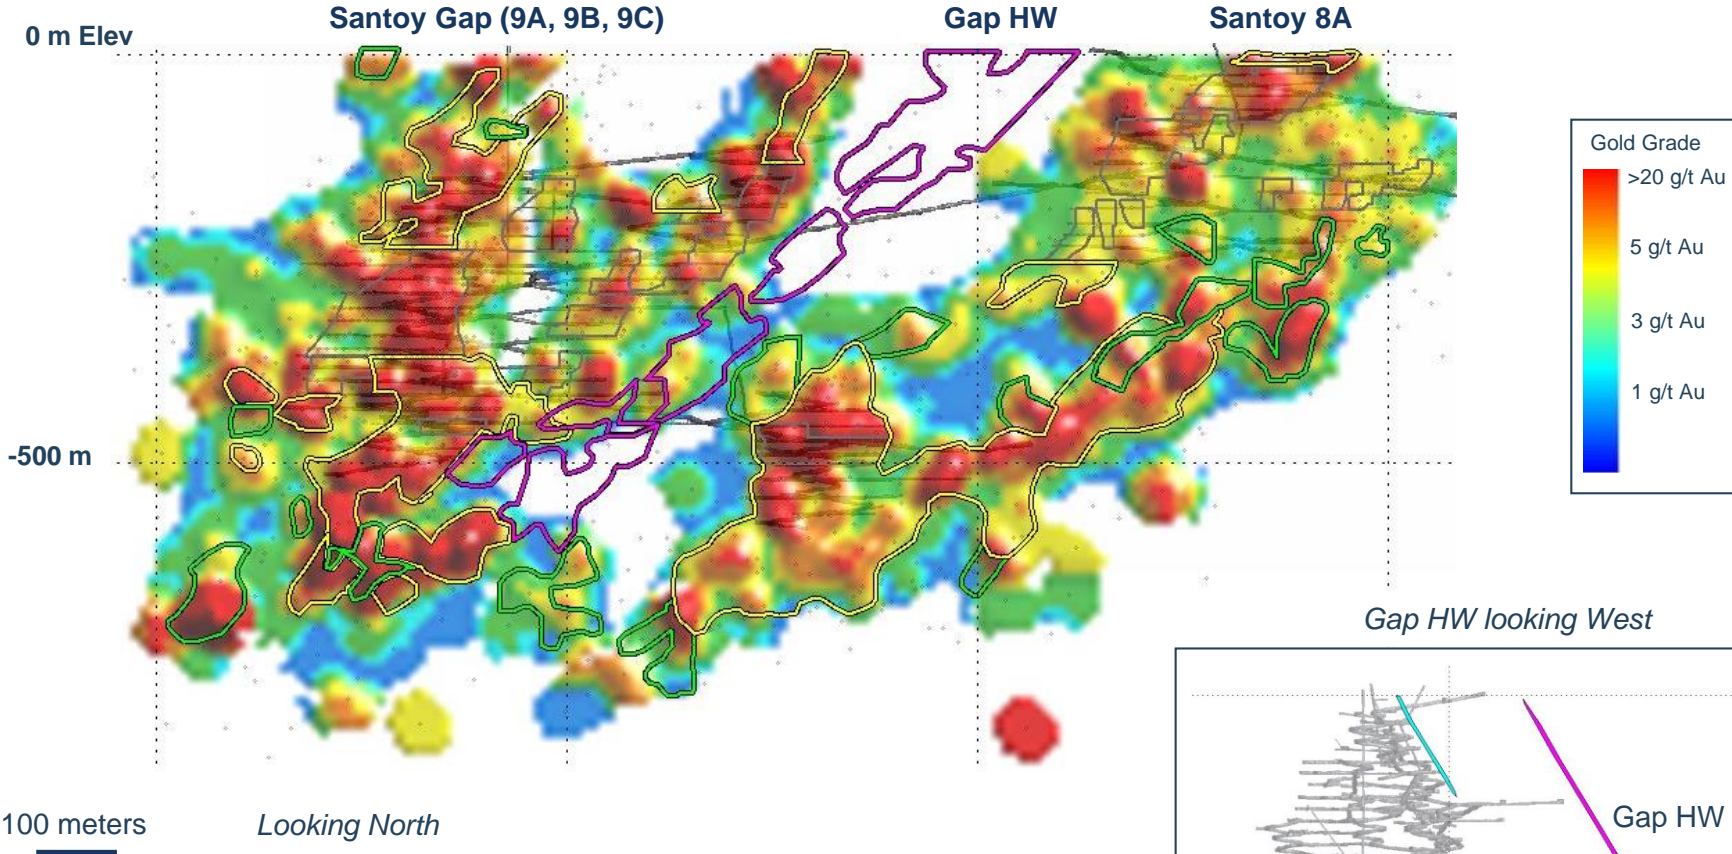 Santoy Gap (9A, 9B, 9C)
Gap HW
Santoy 8A
0 m Elev
Gold Grade
>20 g/t Au
5 g/t Au
3 g/t Au
1 g/t Au
-500 m
Gap HW looking West
Gap HW
100 meters
Looking North